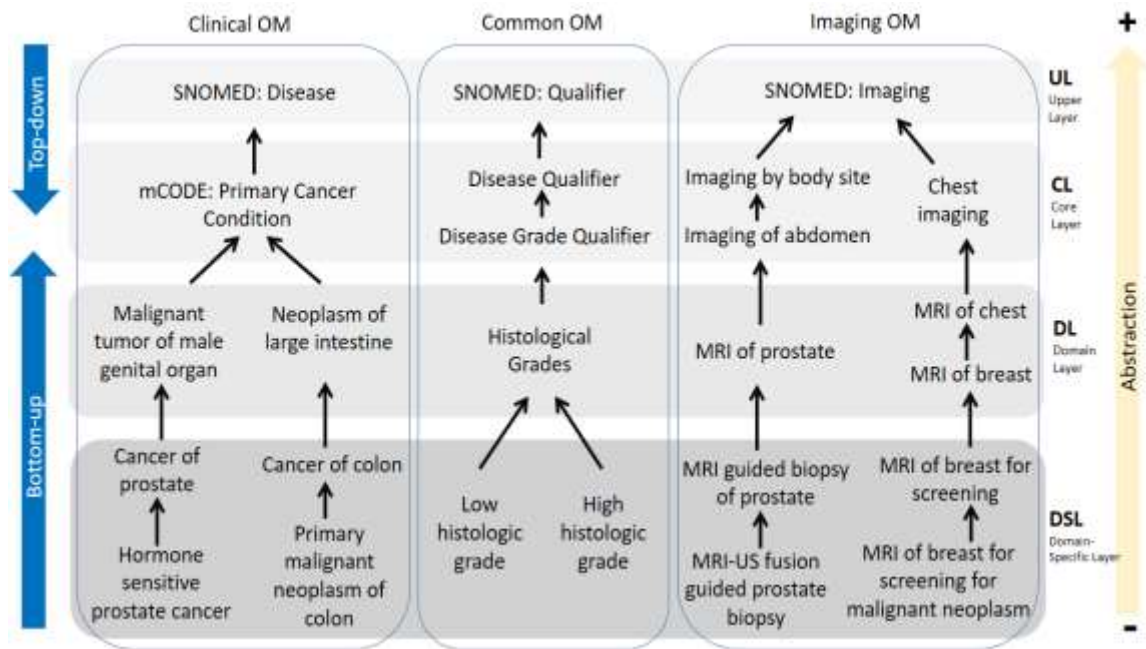 Clinical OM
Common OM
Imaging OM
+
Top-down
Bottom-up
SNOMED: Disease
SNOMED: Qualifier
SNOMED: Imaging
UL
Upper
Layer
mCODE: Primary Cancer
Condition
Disease Qualifier
Disease Grade Qualifier
Imaging by body site
Imaging of abdomen
Chest
imaging
CL
Core
Layer
Malignant
tumor of male
genital organ
Neoplasm of
large intestine
Histological
Grades
MRI of prostate
MRI of chest
MRI of breast
DL
Domain
Layer
Abstraction
Cancer of
prostate
Hormone
sensitive
prostate cancer
Cancer of colon
Primary
malignant
neoplasm of
colon
Low
histologic
grade
High
histologic
grade
MRI guided biopsy
of prostate
MRI-US fusion
guided prostate
biopsy
MRI of breast for
screening
MRI of breast for
screening for
malignant neoplasm
DSL
Domain-
Specific Layer
-